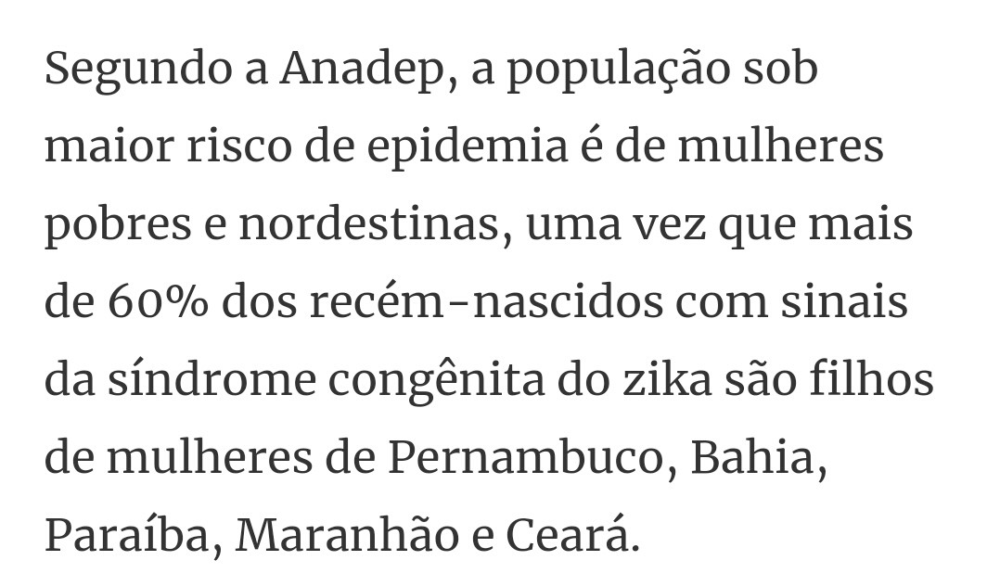 Segundo a Anadep, a população sob
maior risco de epidemia é de mulheres
pobres e nordestinas, uma vez que mais
de 60% dos recém-nascidos com sinais
da síndrome congênita do zika são filhos
de mulheres de Pernambuco, Bahia,
Paraíba, Maranhão e Ceará.